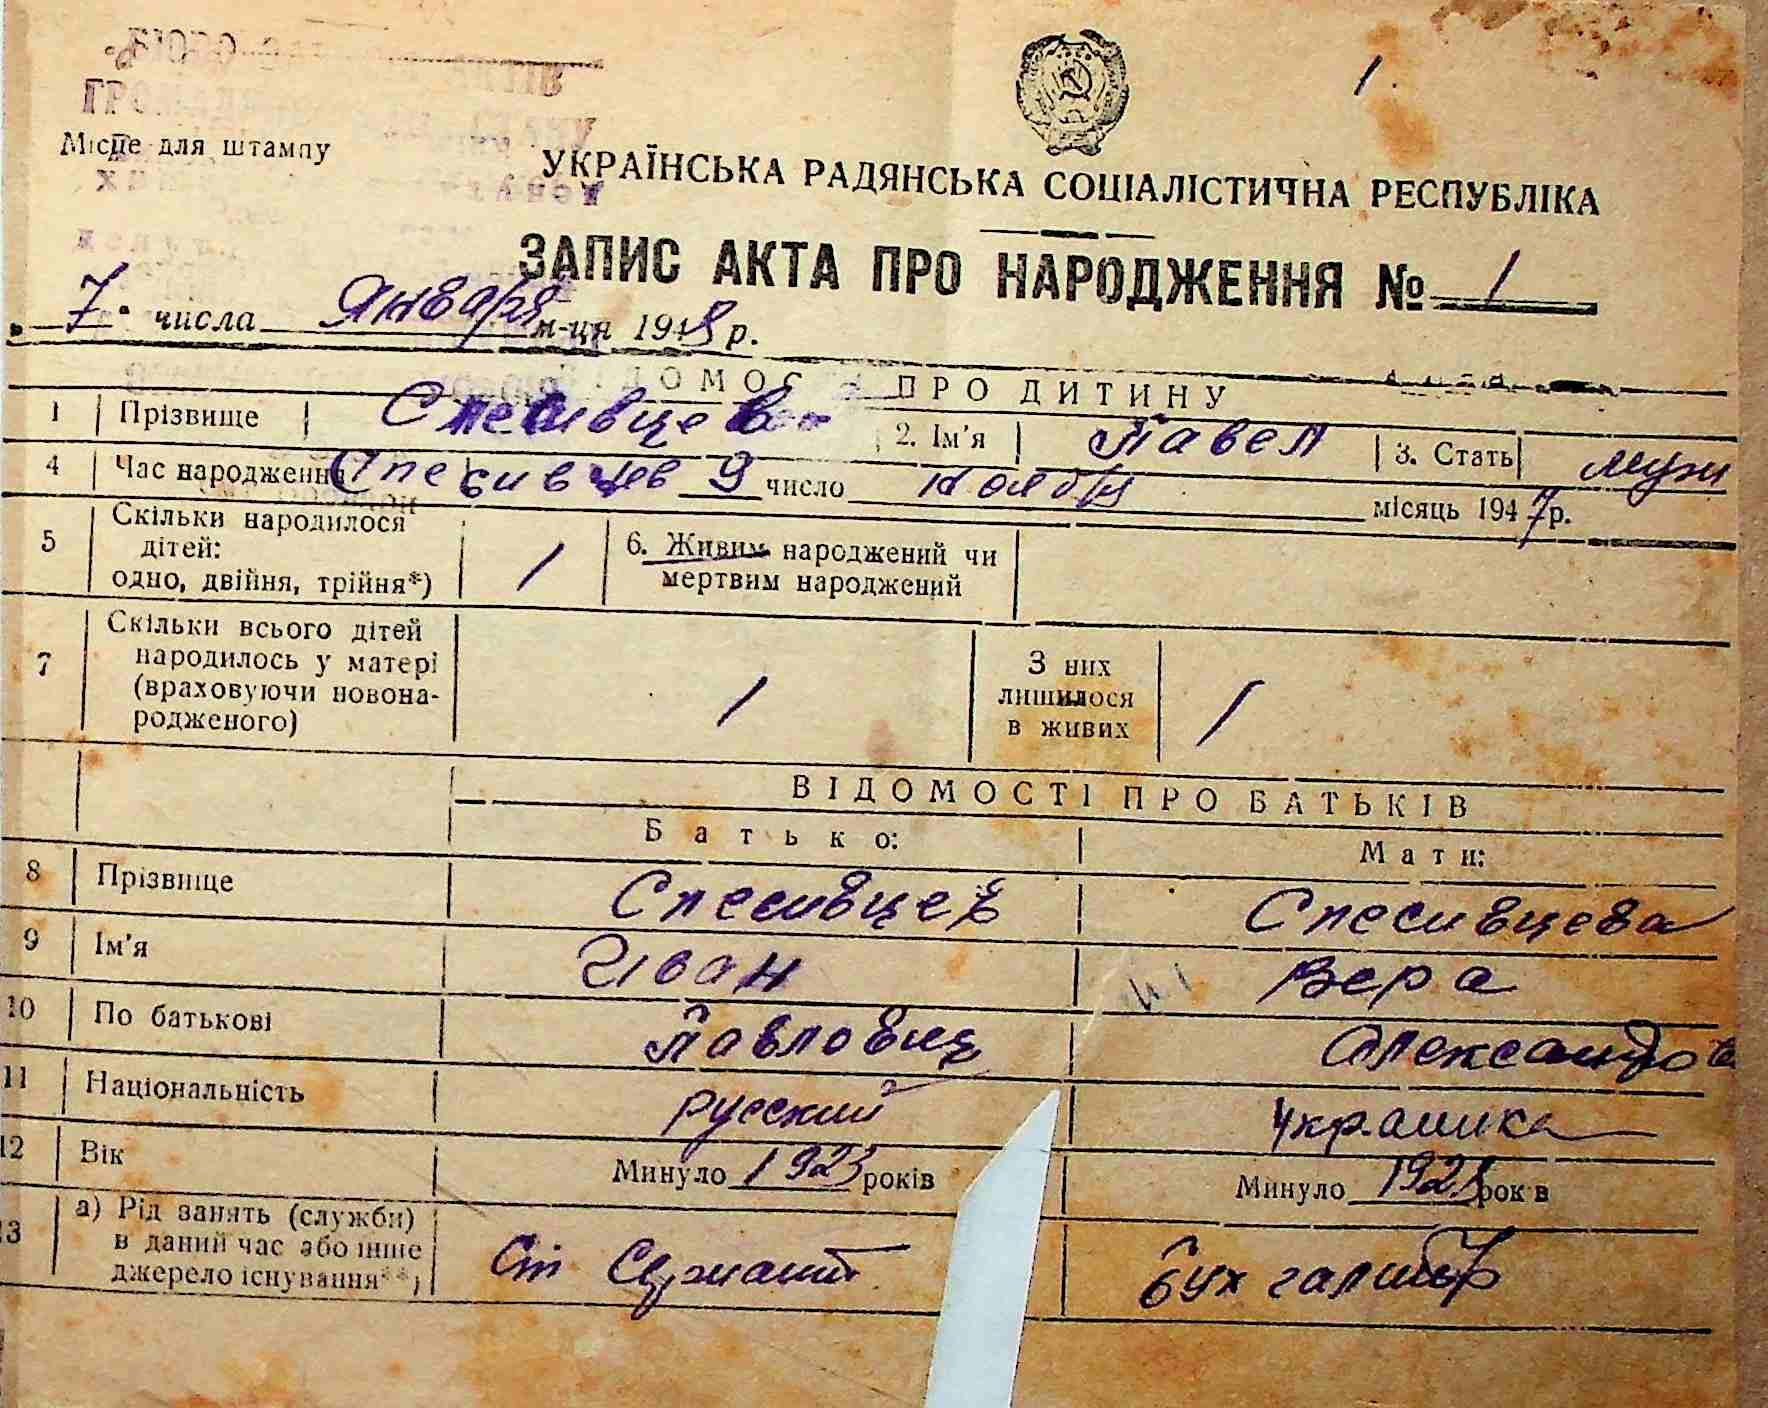 1
Місце для штампу
УКРАЇНСЬКА РАДЯНСЬКА СОЦІАЛІСТИЧНА РЕСПУБЛІКА
ЗАПИС АКТА ПРО НАРОДЖЕННЯ № 1
7 числа Января м-ця 1948 р.
ПРО ДИТИНУ
1 Прізвище Спесивцев 2. Ім'я Павел 3. Стать мужс
4 Час народження Спесивцев 9 число ноября місяць 1947 р.
5 Скільки народилося дітей: одно, двійня, трійня*) 1 6. Живим народжений чи мертвим народжений
7 Скільки всього дітей народилось у матері (враховуючи новонародженого) 1 З них лишилося в живих 1
ВІДОМОСТІ ПРО БАТЬКІВ
Батько: Мати:
8 Прізвище Спесивцев Спесивцева
9 Ім'я Иван Вера
10 По батькові Павлович Александров
11 Національність русский украинка
12 Вік Минуло 1923 років Минуло років
13 а) Рід занять (служби) в даний час або інше джерело існування**) Ст Сержант бухгалтер